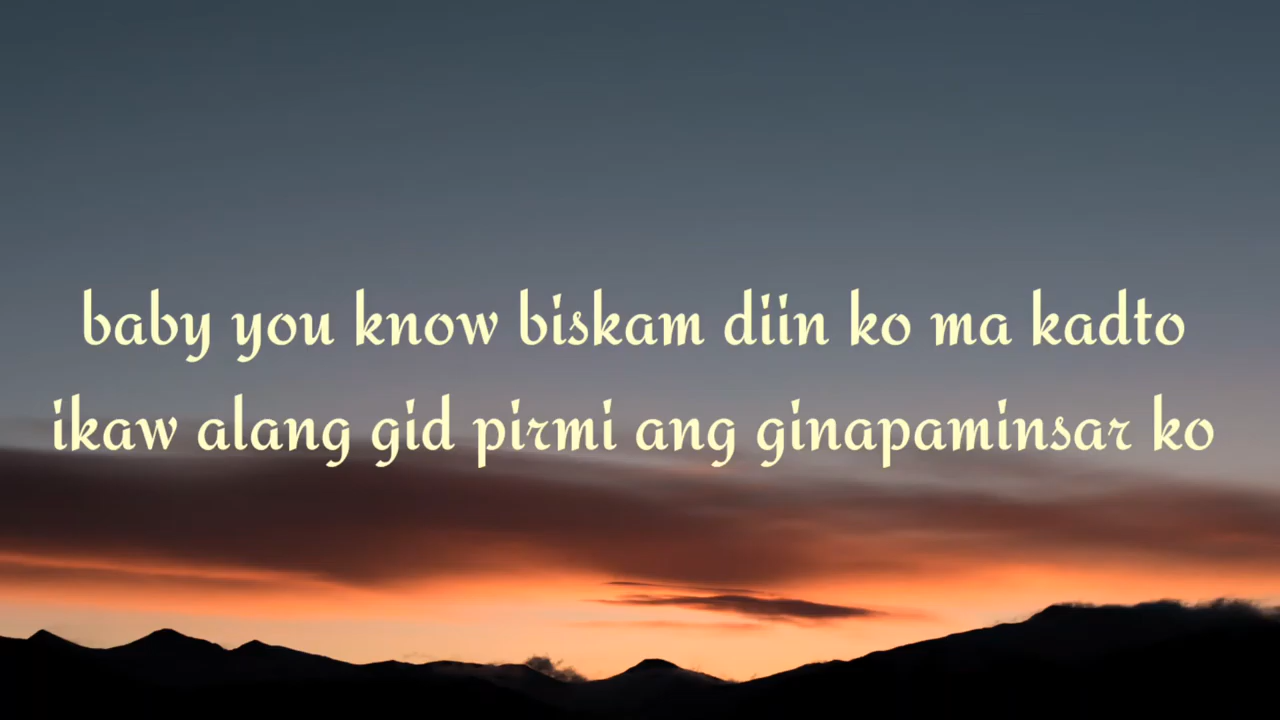 baby you know biskam diin ko ma kadto
ikaw alang gid pirmi ang ginapaminsar ko